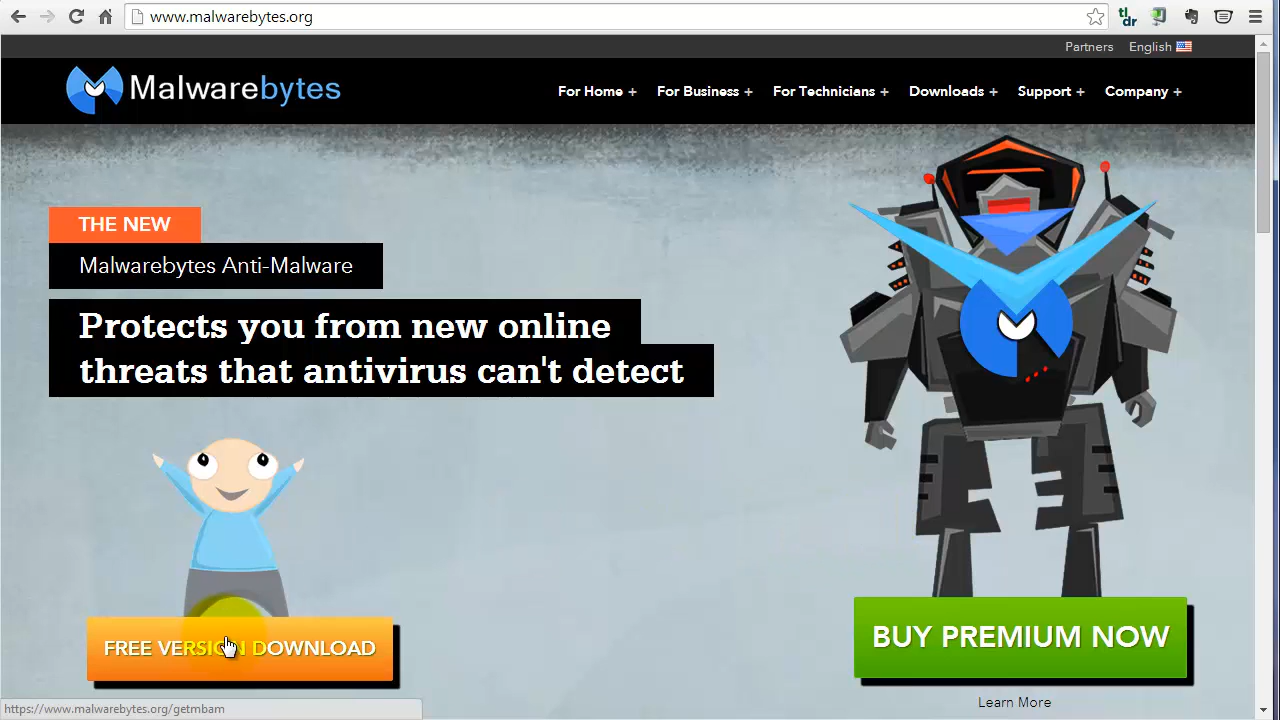 www.malwarebytes.org
tl
dr
Partners English
Malwarebytes
For Home + For Business + For Technicians + Downloads + Support + Company +
THE NEW
Malwarebytes Anti-Malware
Protects you from new online
threats that antivirus can't detect
FREE VERSION DOWNLOAD
BUY PREMIUM NOW
Learn More
https://www.malwarebytes.org/getmbam